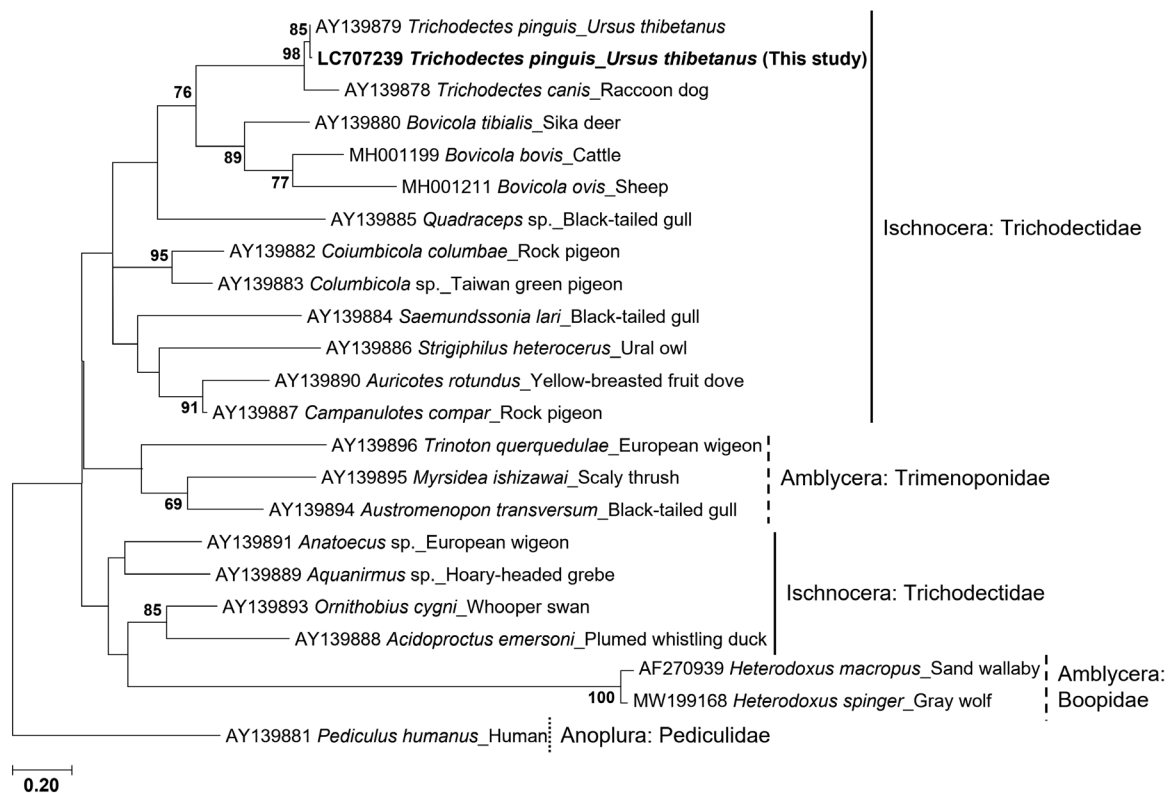 85
AY139879 Trichodectes pinguis_Ursus thibetanus
98
LC707239 Trichodectes pinguis_Ursus thibetanus (This study)
AY139878 Trichodectes canis_Raccoon dog
76
AY139880 Bovicola tibialis_Sika deer
89
MH001199 Bovicola bovis_Cattle
77
MH001211 Bovicola ovis_Sheep
AY139885 Quadraceps sp._Black-tailed gull
Ischnocera: Trichodectidae
95
AY139882 Coiumbicola columbae_Rock pigeon
AY139883 Columbicola sp._Taiwan green pigeon
AY139884 Saemundssonia lari_Black-tailed gull
AY139886 Strigiphilus heterocerus_Ural owl
AY139890 Auricotes rotundus_Yellow-breasted fruit dove
91
AY139887 Campanulotes compar_Rock pigeon
AY139896 Trinoton querquedulae_European wigeon
AY139895 Myrsidea ishizawai_Scaly thrush
Amblycera: Trimenoponidae
69
AY139894 Austromenopon transversum_Black-tailed gull
AY139891 Anatoecus sp._European wigeon
AY139889 Aquanirmus sp._Hoary-headed grebe
Ischnocera: Trichodectidae
85
AY139893 Ornithobius cygni_Whooper swan
AY139888 Acidoproctus emersoni_Plumed whistling duck
AF270939 Heterodoxus macropus_Sand wallaby
Amblycera:
Boopidae
100
MW199168 Heterodoxus spinger_Gray wolf
AY139881 Pediculus humanus_Human
Anoplura: Pediculidae
0.20